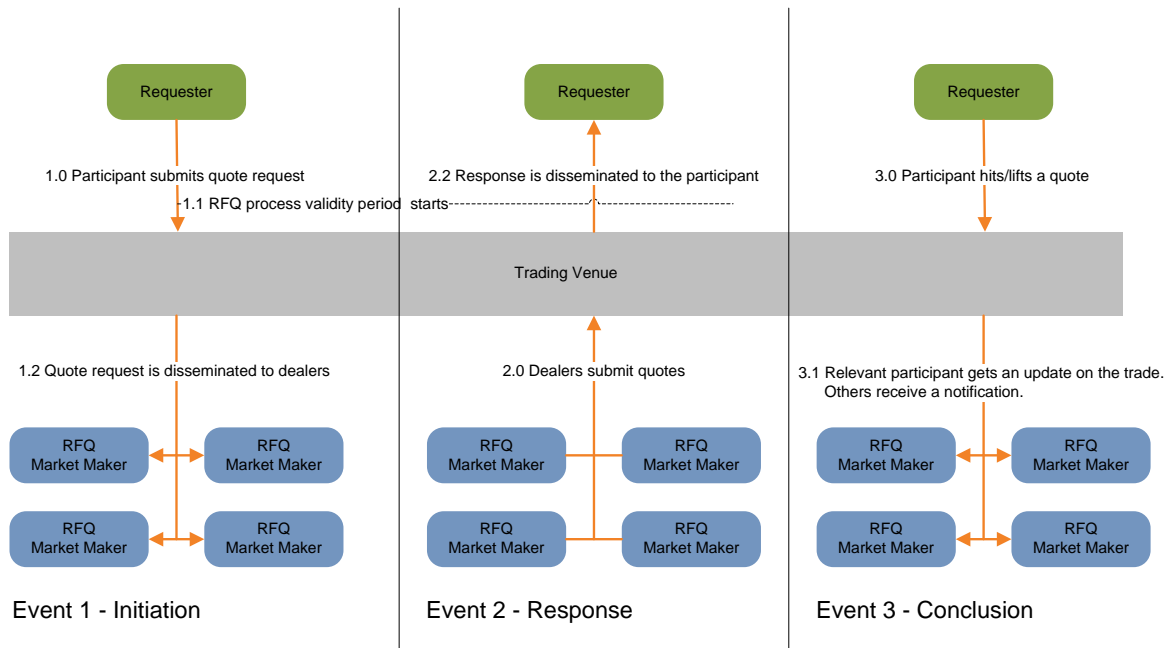 Requester
1.0 Participant submits quote request
1.1 RFQ process validity period starts
Requester
2.2 Response is disseminated to the participant
Requester
3.0 Participant hits/lifts a quote
Trading Venue
1.2 Quote request is disseminated to dealers
RFQ
Market Maker
RFQ
Market Maker
RFQ
Market Maker
RFQ
Market Maker
Event 1 - Initiation
2.0 Dealers submit quotes
RFQ
Market Maker
RFQ
Market Maker
RFQ
Market Maker
RFQ
Market Maker
Event 2 - Response
3.1 Relevant participant gets an update on the trade.
Others receive a notification.
RFQ
Market Maker
RFQ
Market Maker
RFQ
Market Maker
RFQ
Market Maker
Event 3 - Conclusion